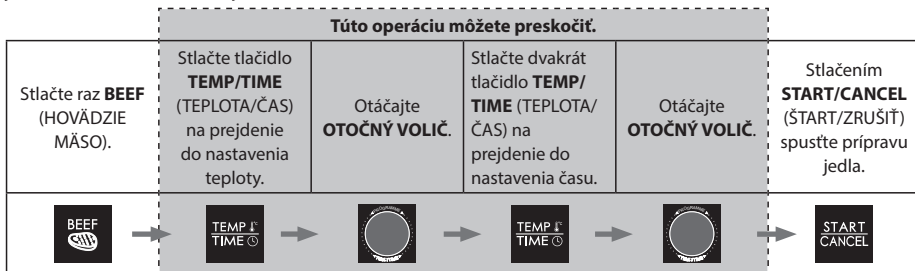 Túto operáciu môžete preskočiť.
Stlačte raz BEEF
(HOVÄDZIE
MÄSO).
Stlačte tlačidlo
TEMP/TIME
(TEPLOTA/ČAS)
na prejdenie
do nastavenia
teploty.
Otáčajte
OTOČNÝ VOLIČ.
Stlačte dvakrát
tlačidlo TEMP/
TIME (TEPLOTA/
ČAS) na
prejdenie do
nastavenia času.
Otáčajte
OTOČNÝ VOLIČ.
Stlačením
START/CANCEL
(ŠTART/ZRUŠIŤ)
spusťte prípravu
jedla.
BEEF
TEMP
TIME
TEMP
TIME
START
CANCEL